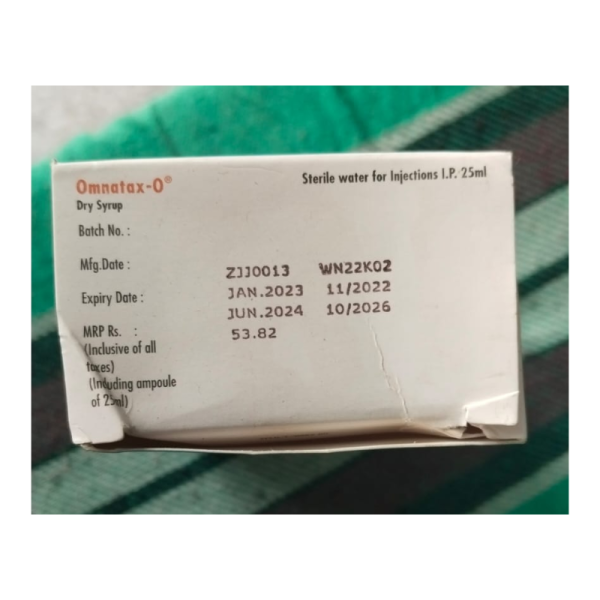 Omnatax-O®
Sterile water for Injections I.P. 25ml
Dry Syrup
Batch No. :
Mfg.Date :
ZJJ0013 WN22K02
JAN.2023 11/2022
Expiry Date :
JUN.2024 10/2026
MRP Rs. :
53.82
(Inclusive of all
taxes)
(Including ampoule
of 25ml)